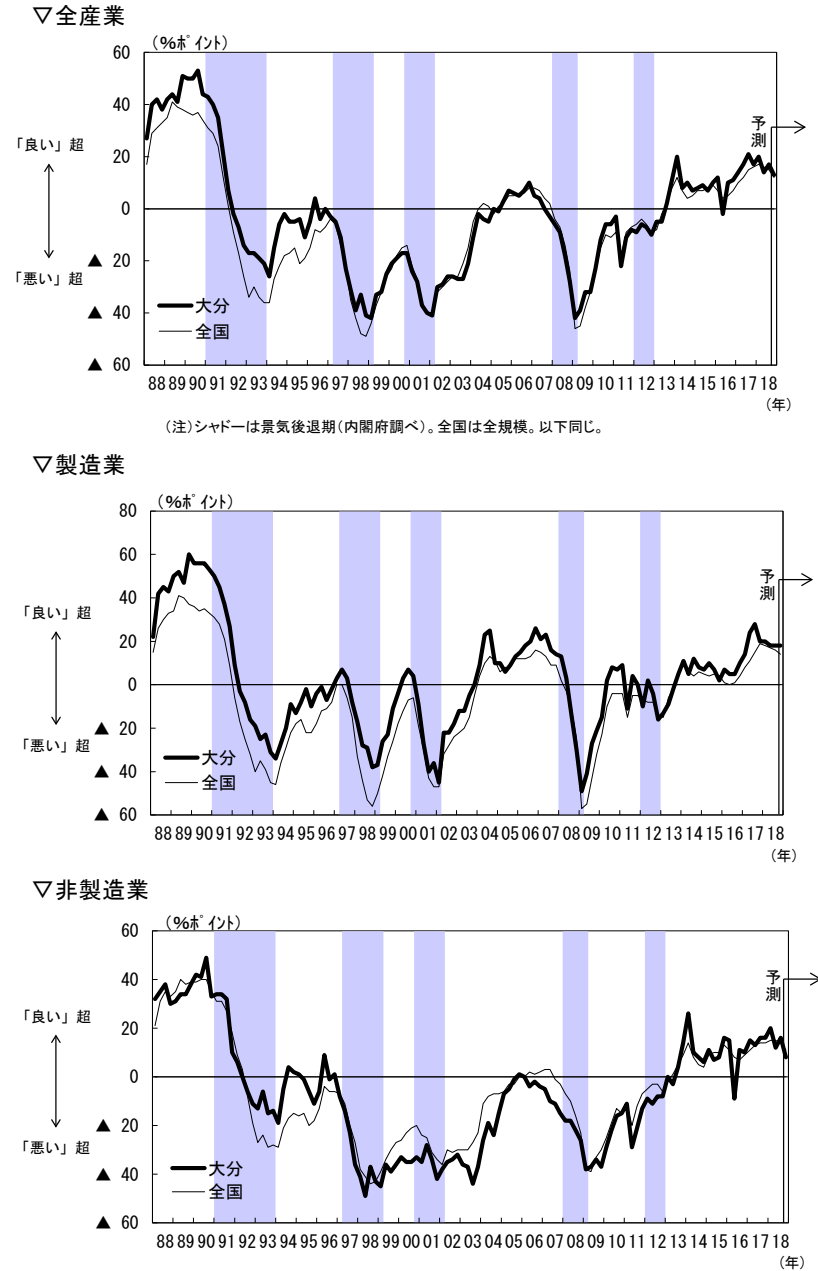 ▽全産業
(%ポイント)
60
40
20
0
▲ 20
▲ 40
▲ 60
「良い」超
「悪い」超
予測
大分
全国
88 89 90 91 92 93 94 95 96 97 98 99 00 01 02 03 04 05 06 07 08 09 10 11 12 13 14 15 16 17 18
(年)
(注)シャドーは景気後退期(内閣府調べ)。全国は全規模。以下同じ。
▽製造業
(%ポイント)
80
60
40
20
0
▲ 20
▲ 40
▲ 60
「良い」超
「悪い」超
予測
大分
全国
88 89 90 91 92 93 94 95 96 97 98 99 00 01 02 03 04 05 06 07 08 09 10 11 12 13 14 15 16 17 18
(年)
▽非製造業
(%ポイント)
60
40
20
0
▲ 20
▲ 40
▲ 60
「良い」超
「悪い」超
予測
大分
全国
88 89 90 91 92 93 94 95 96 97 98 99 00 01 02 03 04 05 06 07 08 09 10 11 12 13 14 15 16 17 18
(年)